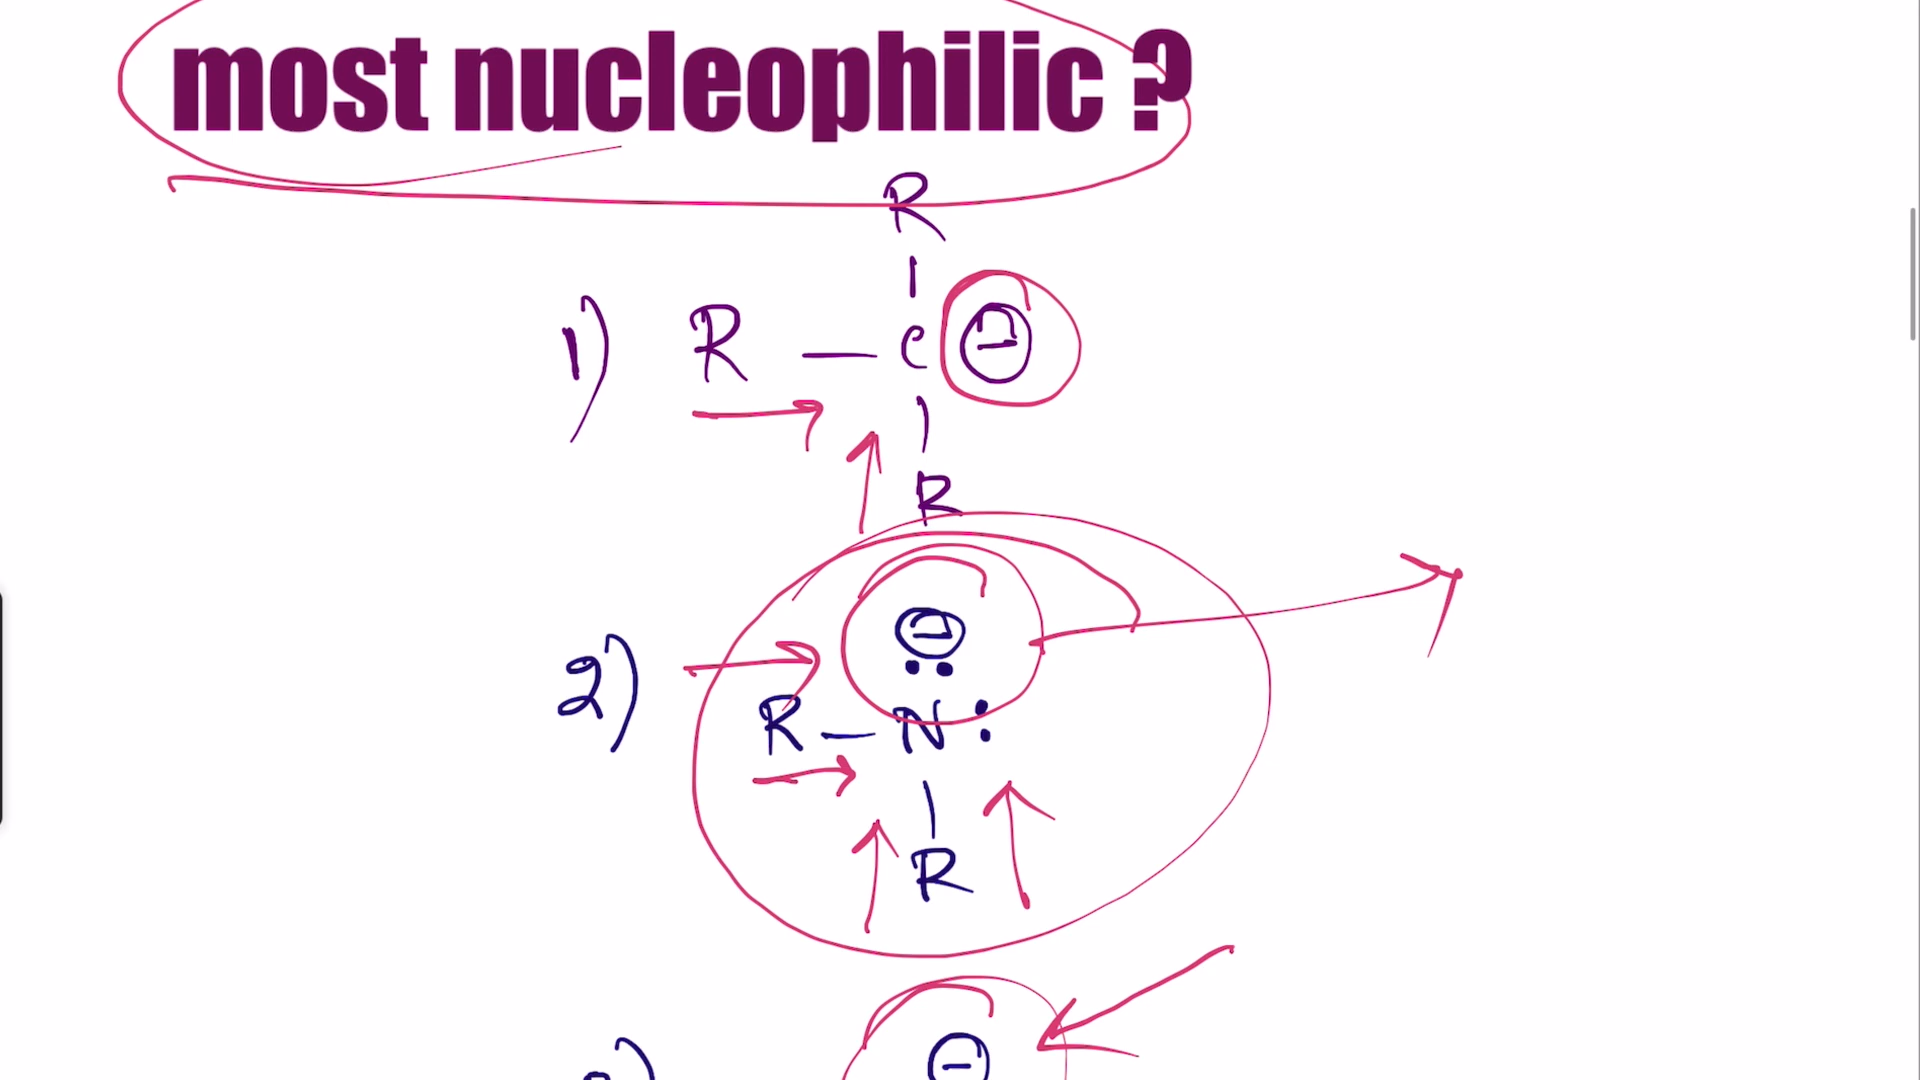 most nucleophilic ?
R
|
1) R — C ⊖
|
R
⊖
2) R — N :
|
R
⊖